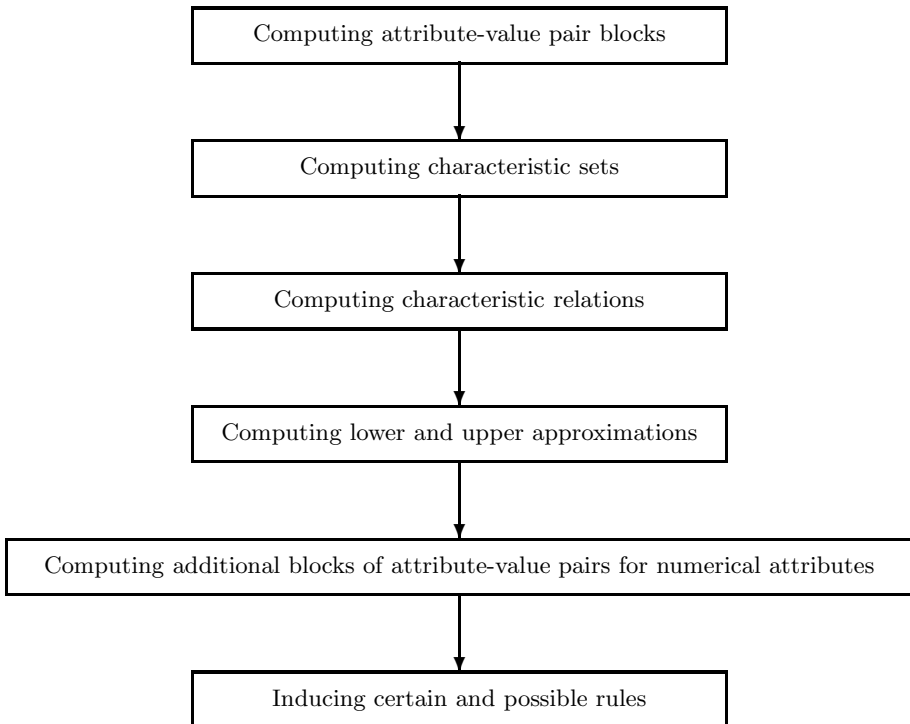 Computing attribute-value pair blocks
Computing characteristic sets
Computing characteristic relations
Computing lower and upper approximations
Computing additional blocks of attribute-value pairs for numerical attributes
Inducing certain and possible rules